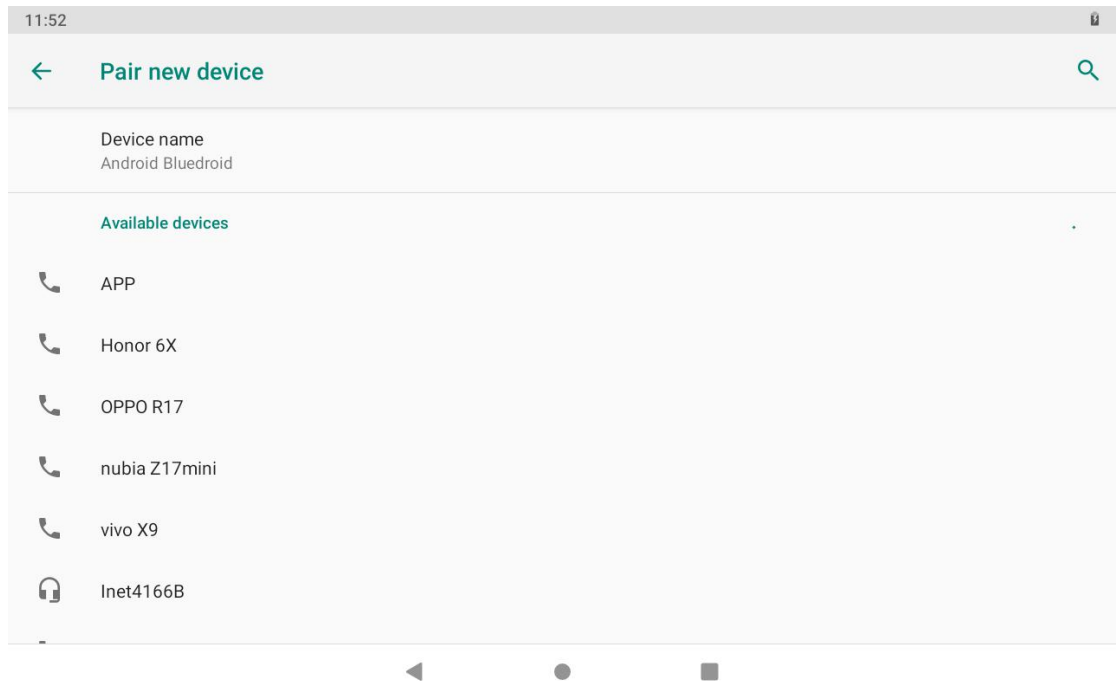 11:52
Pair new device
Device name
Android Bluedroid
Available devices
APP
Honor 6X
OPPO R17
nubia Z17mini
vivo X9
Inet4166B